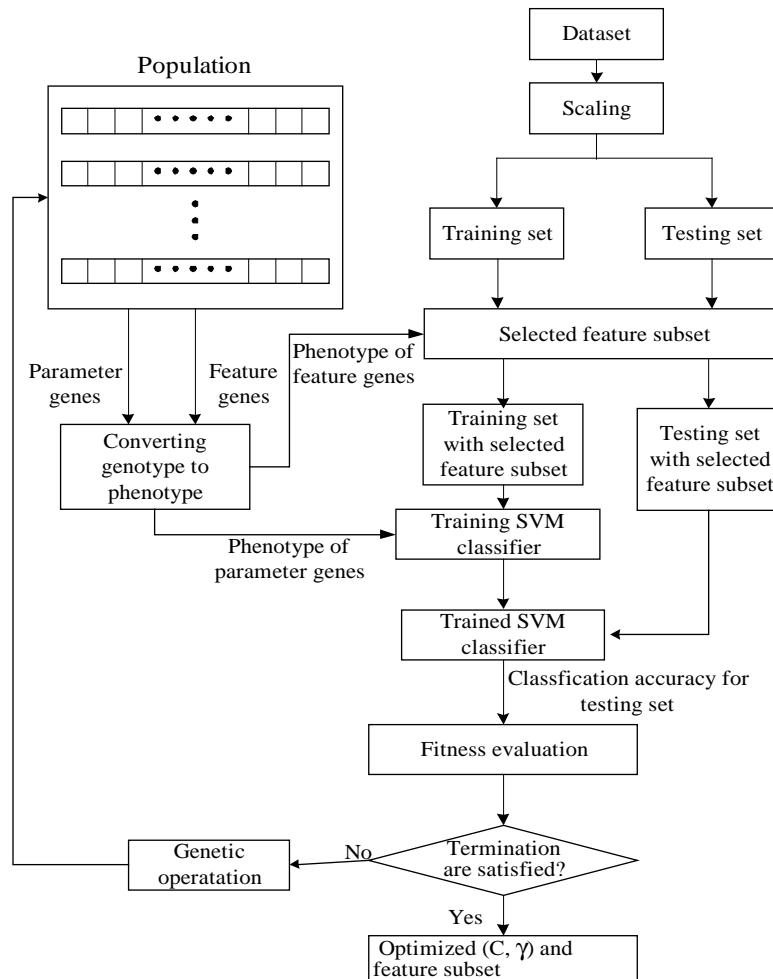 Dataset
Population
Scaling
Training set
Testing set
Selected feature subset
Parameter
genes
Feature
genes
Phenotype of
feature genes
Converting
genotype to
phenotype
Training set
with selected
feature subset
Testing set
with selected
feature subset
Training SVM
classifier
Phenotype of
parameter genes
Trained SVM
classifier
Classfication accuracy for
testing set
Fitness evaluation
Termination
are satisfied?
No
Genetic
operatation
Yes
Optimized (C, γ) and
feature subset